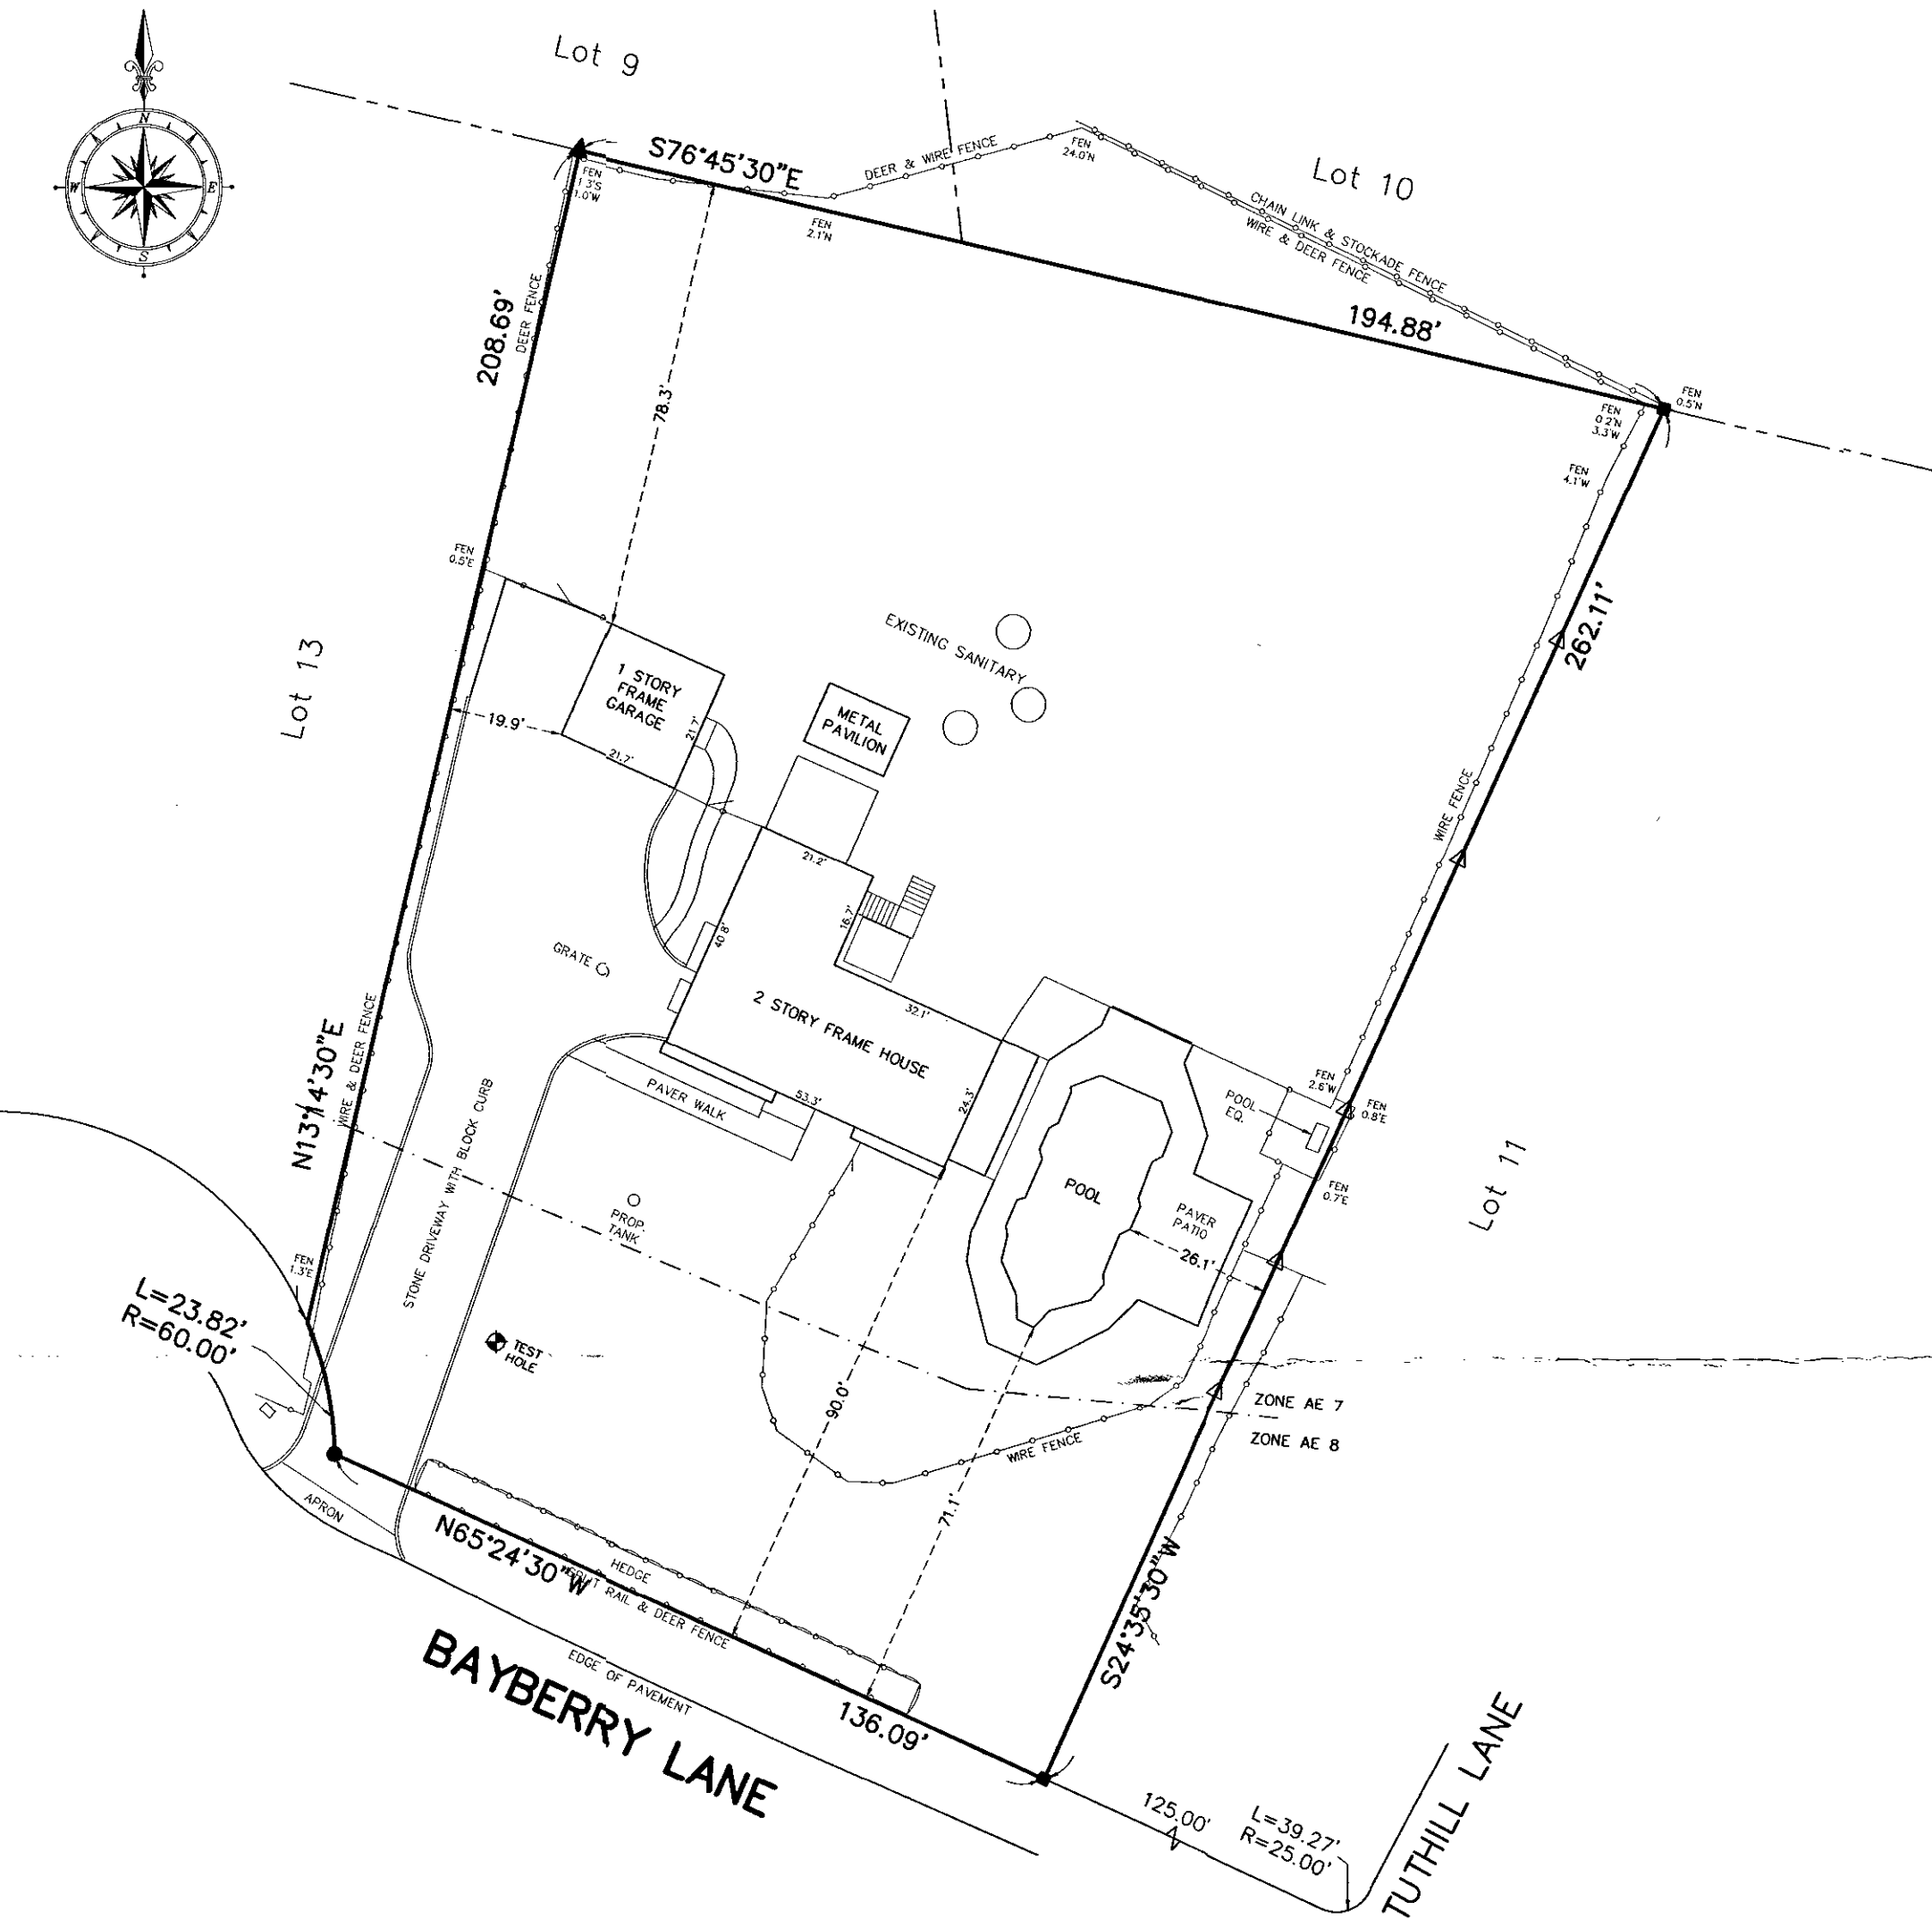 Lot 9
N
W
E
S
S76°45'30"E
DEER & WIRE FENCE
FEN
24.0'N
Lot 10
FEN
1.3'S
1.0'W
FEN
2.1'N
CHAIN LINK & STOCKADE FENCE
WIRE & DEER FENCE
208.69'
DEER FENCE
194.88'
78.3'
FEN
0.5'N
FEN
0.2'N
3.3'W
FEN
4.1'W
FEN
0.5'E
Lot 13
EXISTING SANITARY
262.11'
1 STORY
FRAME
GARAGE
21.7'
21.7'
19.9'
METAL
PAVILION
WIRE FENCE
21.2'
16.7'
40.8'
GRATE
32.1'
2 STORY FRAME HOUSE
N13°14'30"E
WIRE & DEER FENCE
STONE DRIVEWAY WITH BLOCK CURB
PAVER WALK
53.3'
24.3'
FEN
2.6'W
POOL
EQ.
FEN
0.8'E
Lot 11
POOL
PAVER
PATIO
FEN
0.7'E
PROP.
TANK
26.1'
FEN
1.3'E
L=23.82'
R=60.00'
TEST
HOLE
90.0'
ZONE AE 7
ZONE AE 8
WIRE FENCE
71.1'
APRON
N65°24'30"W
HEDGE
SPLIT RAIL & DEER FENCE
S24°35'30"W
EDGE OF PAVEMENT
BAYBERRY LANE
136.09'
125.00'
L=39.27'
R=25.00'
TUTHILL LANE